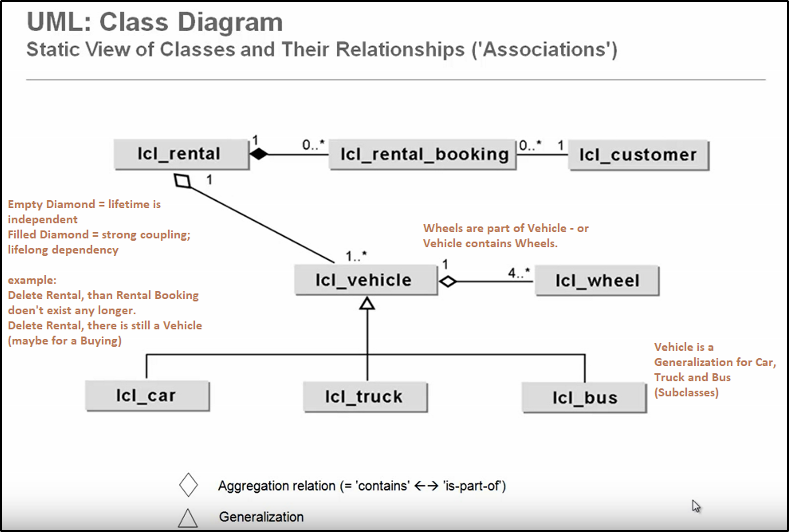 UML: Class Diagram
Static View of Classes and Their Relationships ('Associations')
lcl_rental
1
0..*
lcl_rental_booking
0..*
1
lcl_customer
1
Empty Diamond = lifetime is
independent
Filled Diamond = strong coupling;
lifelong dependency
example:
Delete Rental, than Rental Booking
doen't exist any longer.
Delete Rental, there is still a Vehicle
(maybe for a Buying)
Wheels are part of Vehicle - or
Vehicle contains Wheels.
1..*
lcl_vehicle
1
4..*
lcl_wheel
Vehicle is a
Generalization for Car,
Truck and Bus
(Subclasses)
lcl_car
lcl_truck
lcl_bus
Aggregation relation (= 'contains' ←→ 'is-part-of')
Generalization